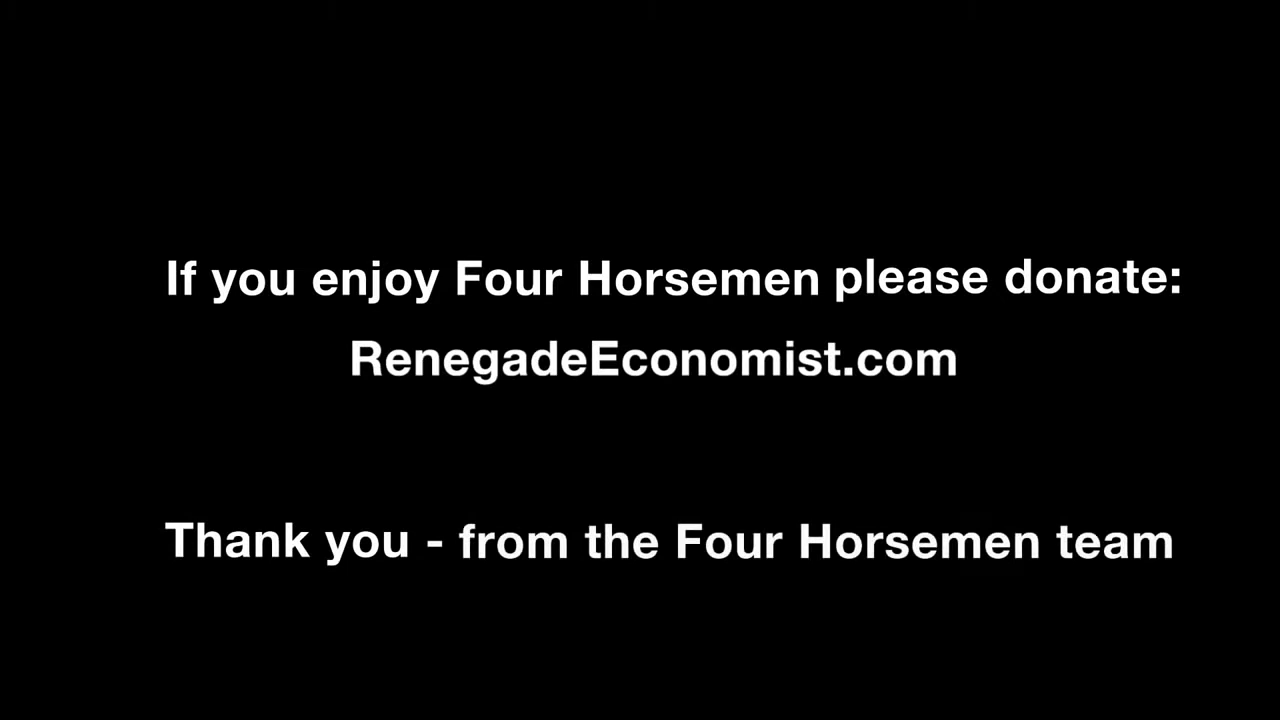 If you enjoy Four Horsemen please donate:
RenegadeEconomist.com
Thank you - from the Four Horsemen team